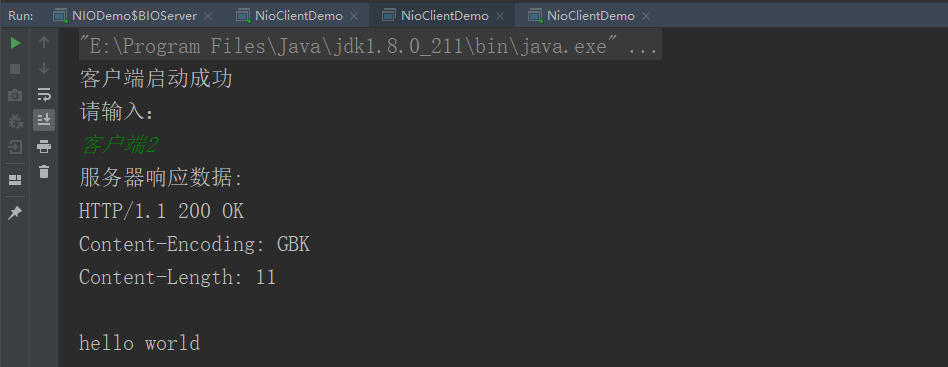 Run: NIODemo$BIOServer × NioClientDemo × NioClientDemo × NioClientDemo ×
"E:\Program Files\Java\jdk1.8.0_211\bin\java.exe" ...
客户端启动成功
请输入:
客户端2
服务器响应数据:
HTTP/1.1 200 OK
Content-Encoding: GBK
Content-Length: 11
hello world